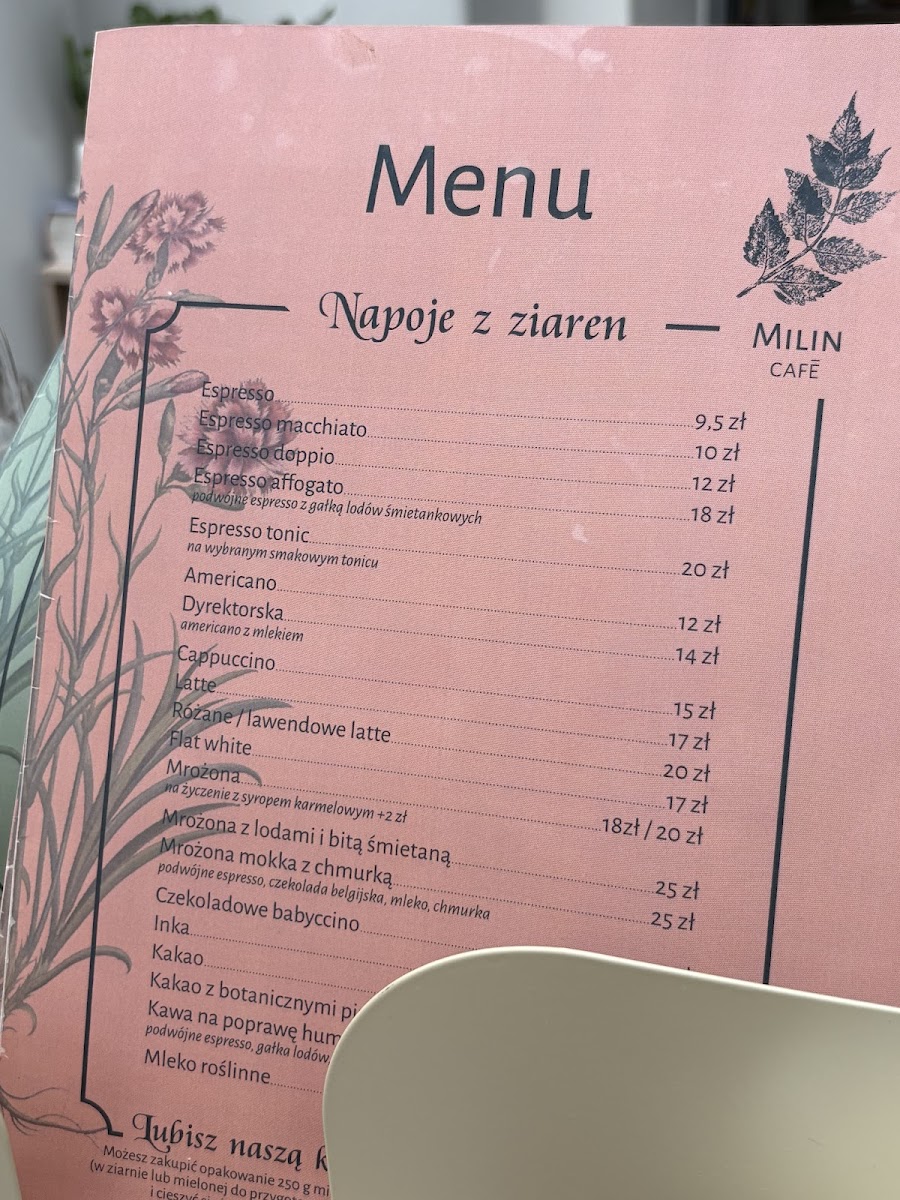 Menu
Napoje z ziaren
MILIN
CAFĒ
Espresso 9,5 zł
Espresso macchiato 10 zł
Espresso doppio 12 zł
Espresso affogato 18 zł
podwójne espresso z gałką lodów śmietankowych
Espresso tonic 20 zł
na wybranym smakowym tonicu
Americano 12 zł
Dyrektorska 14 zł
americano z mlekiem
Cappuccino 15 zł
Latte 17 zł
Różane / lawendowe latte 20 zł
Flat white 17 zł
Mrożona 18zł / 20 zł
na życzenie z syropem karmelowym +2 zł
Mrożona z lodami i bitą śmietaną 25 zł
Mrożona mokka z chmurką 25 zł
podwójne espresso, czekolada belgijska, mleko, chmurka
Czekoladowe babyccino
Inka
Kakao
Kakao z botanicznymi
Kawa na poprawę
podwójne espresso, gałka lodów,
Mleko roślinne
Lubisz naszą
Możesz zakupić opakowanie 250 g
(w ziarnie lub mielonej do
i